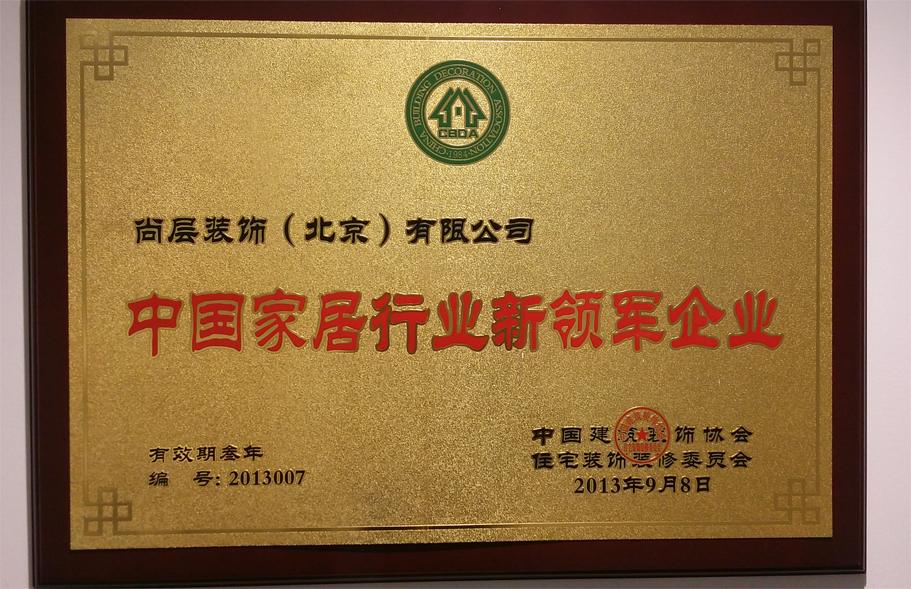 CHINA BUILDING DECORATION ASSOCIATION
CBDA
·1984·
尚层装饰（北京）有限公司
中国家居行业新领军企业
有效期叁年
编 号: 2013007
中国建筑装饰协会
住宅装饰装修委员会
2013年9月8日